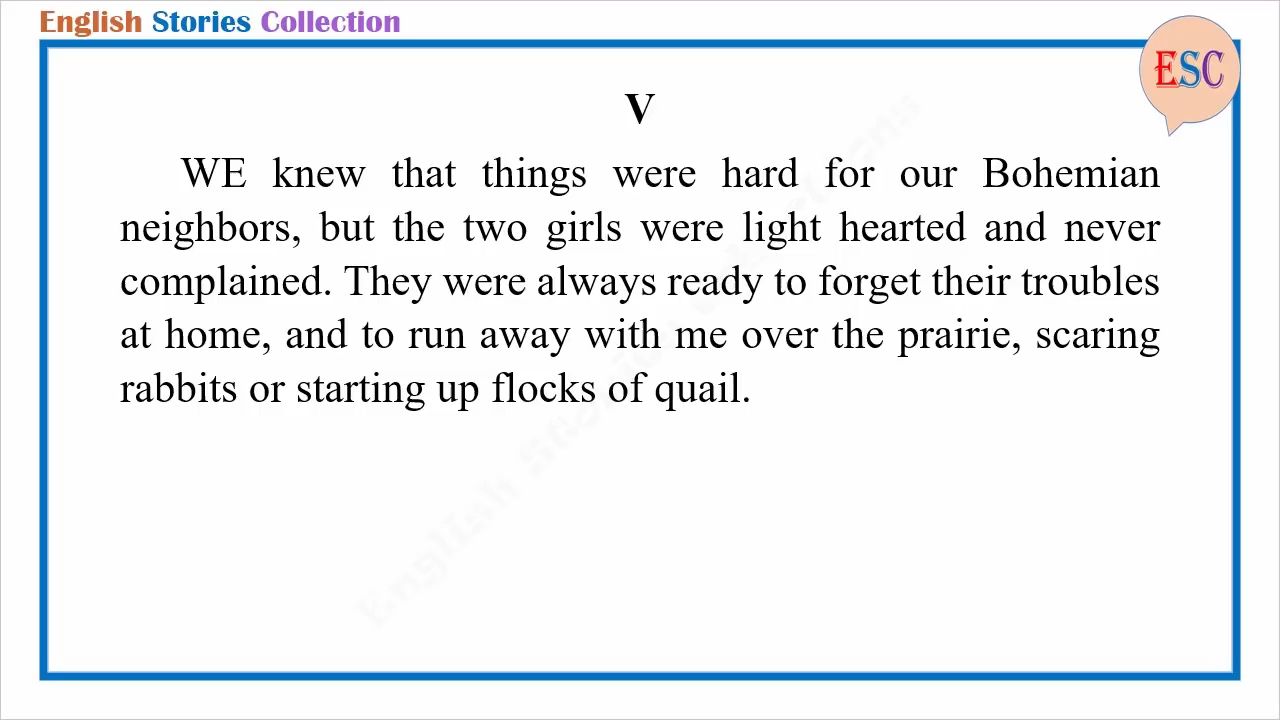 English Stories Collection
ESC
V
WE knew that things were hard for our Bohemian
neighbors, but the two girls were light hearted and never
complained. They were always ready to forget their troubles
at home, and to run away with me over the prairie, scaring
rabbits or starting up flocks of quail.